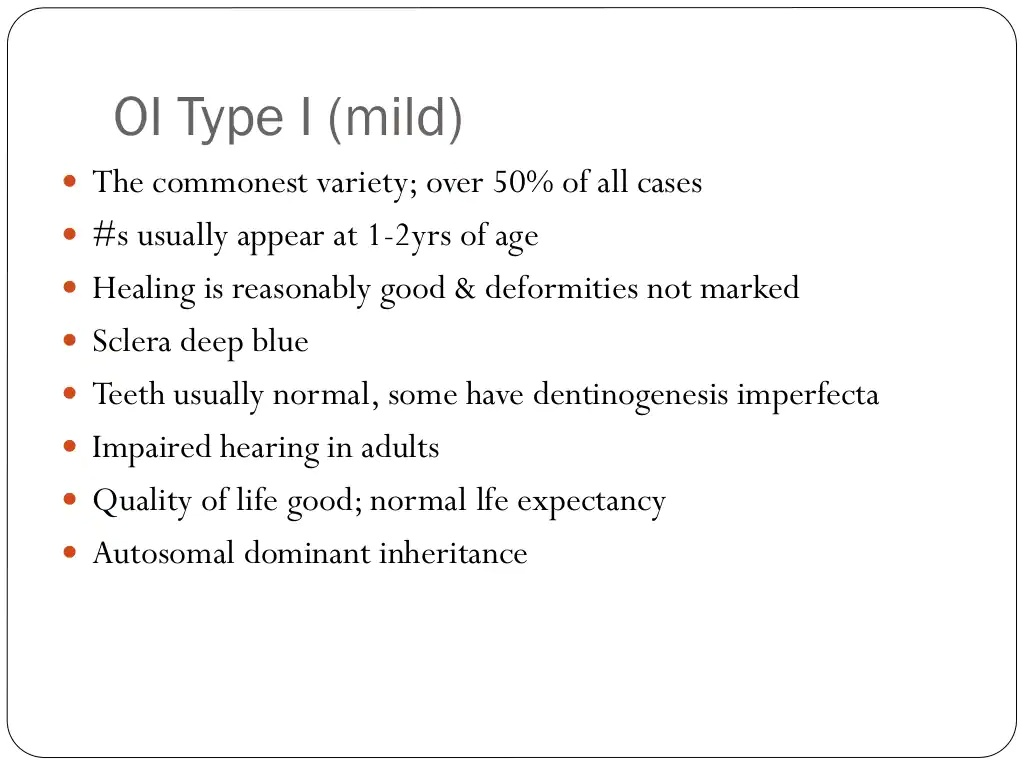 OI Type I (mild)
• The commonest variety; over 50% of all cases
• #s usually appear at 1-2yrs of age
• Healing is reasonably good & deformities not marked
• Sclera deep blue
• Teeth usually normal, some have dentinogenesis imperfecta
• Impaired hearing in adults
• Quality of life good; normal lfe expectancy
• Autosomal dominant inheritance